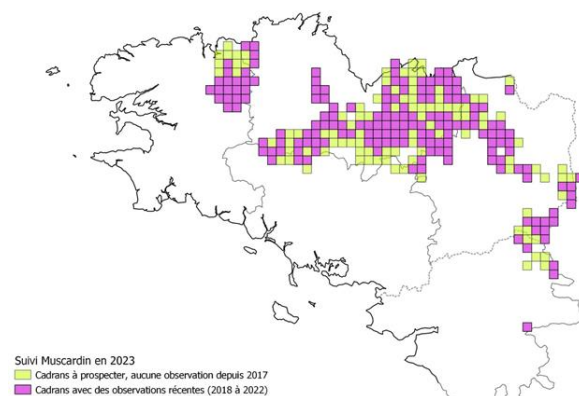 Suivi Muscardin en 2023
Cadrans à prospecter, aucune observation depuis 2017
Cadrans avec des observations récentes (2018 à 2022)